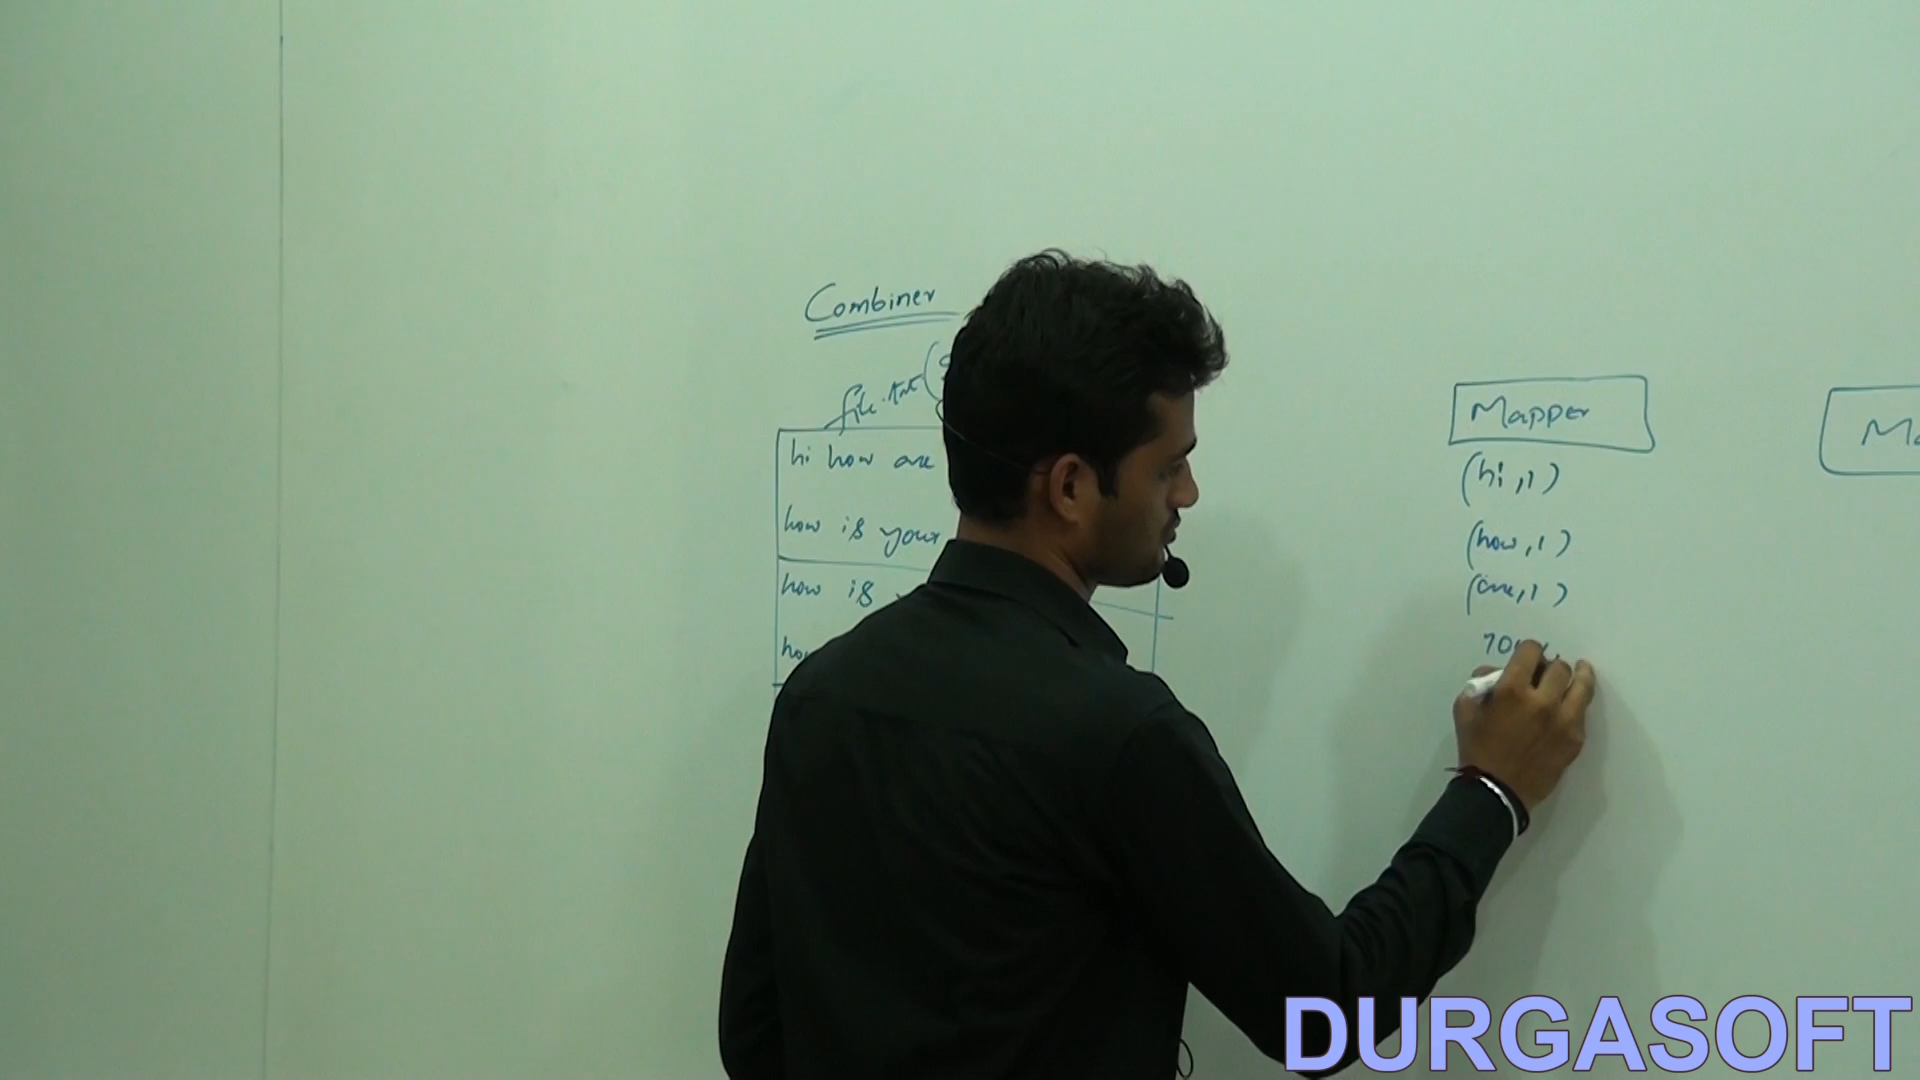 Combiner
file.txt (
hi how are
how is your
how is
how
Mapper
(hi,1)
(how,1)
(are,1)
you
Ma
DURGASOFT